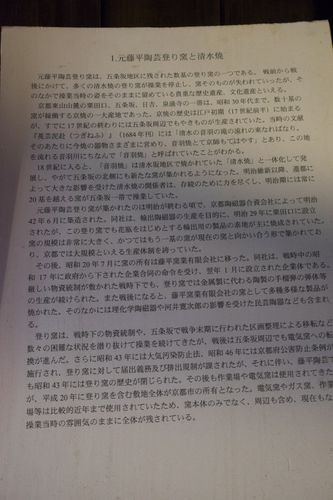 1.元藤平陶芸登り窯と清水焼
元藤平陶芸登り窯は、五条坂地区に残された数基の登り窯の一つである。戦前から戦
後にかけて、多くの清水焼の登り窯が操業を停止し、窯そのものが失われていったが、そ
のなかで操業当時の姿をそのままに留めている貴重な歴史遺産、文化遺産といえる。
京都東山山麓の粟田口、五条坂、日吉、泉涌寺の一帯は、昭和30年代まで、数十基の
窯が稼働する京焼の一大産地であった。京焼の歴史は江戸初期(17世紀前半)に始まる
が、すでに17世紀の終わりには五条坂周辺でもやきものが生産されていた。当時の文献
『菟芸泥赴(つぎねふ)』(1684年刊)には「清水の音羽の滝の流れの末なればなり、
そのあたりに今焼の器物さまざまに営めり、音羽焼とて京師もてはやす」とあり、この地
を流れる音羽川にちなんで「音羽焼」と呼ばれていたことがわかる。
18世紀に入ると、「音羽焼」は清水坂地区で焼かれていた「清水焼」と一体化して発
展し、やがて五条坂の北側にも新たな窯が築かれるようになった。明治維新以降、遷都に
よって大きな影響を受けた清水焼の関係者は、存続のために力を尽くし、明治期には常に
20基を越える窯が五条坂一帯で操業していた。
元藤平陶芸登り窯が築かれたのは明治が終わる頃で、京都磁器合資会社によって明治
42年6月に築造された。同社は、輸出陶磁器の生産を目的に、明治29年に粟田口に設立
されたが、この登り窯でも花瓶をはじめとする輸出用の製品の素地が主に焼成されていた。
窯の規模は非常に大きく、かつてはもう一基の窯が現在の窯と向かい合う形で築かれてお
り、京都では大規模といえる生産体制を誇っていた。
その後、昭和20年7月に窯の所有は藤平窯業有限会社に移った。同社は、戦時中の昭
和17年に政府から下された企業合同の命令を受け、翌年1月に設立された企業体である。
厳しい物資統制が敷かれた戦時下でも、登り窯では金属製に代わる陶製の手榴弾の弾体等
の生産が続けられた。また戦後になると、藤平窯業有限会社の窯として多種多様な製品が
焼かれた。そのなかには理化学陶磁器や河井寛次郎の影響を受けた民芸陶器なども含まれ
る。
登り窯は、戦時下の物資統制や、五条坂で戦争末期に行われた区画整理による移転など
数々の困難な状況を潜り抜けて操業を続けてきたが、戦後は五条坂周辺でも電気窯への転
換が進んだ。さらに昭和43年には大気汚染防止法、昭和46年には京都府公害防止条例が
施行され、登り窯に対して届出義務及び排出規制が課されたが、それに伴い、藤平陶芸で
も昭和43年には登り窯の歴史が閉じられた。その後も作業場や電気窯は使用されてきた
が、平成20年に登り窯を含む敷地全体が京都市の所有となった。電気窯やガス窯、作業
場等は比較的近年まで使用されていたため、窯本体のみでなく、周辺も含め、現在もな
操業当時の雰囲気のままに全体が残されている。